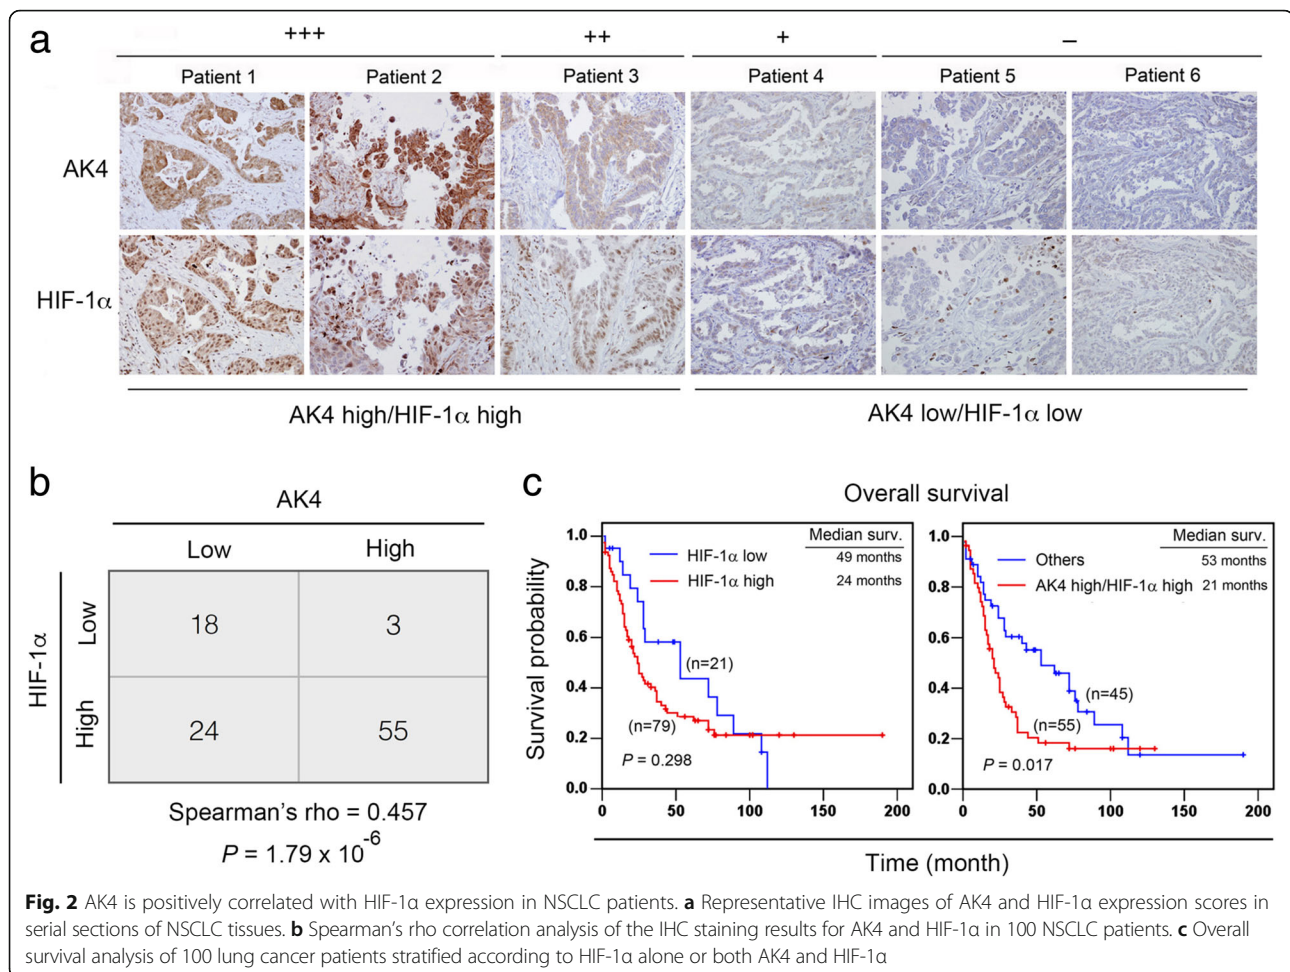 a
+++ ++ + –
Patient 1 Patient 2 Patient 3 Patient 4 Patient 5 Patient 6
AK4
HIF-1α
AK4 high/HIF-1α high AK4 low/HIF-1α low
b
AK4
Low High
HIF-1α
Low 18 3
High 24 55
Spearman's rho = 0.457
P = 1.79 x 10⁻⁶
c
Overall survival
Survival probability
1.0
0.8
0.6
0.4
0.2
0.0
0 50 100 150 200
Median surv.
HIF-1α low 49 months
HIF-1α high 24 months
(n=21)
(n=79)
P = 0.298
1.0
0.8
0.6
0.4
0.2
0.0
0 50 100 150 200
Median surv.
Others 53 months
AK4 high/HIF-1α high 21 months
(n=45)
(n=55)
P = 0.017
Time (month)
Fig. 2 AK4 is positively correlated with HIF-1α expression in NSCLC patients. a Representative IHC images of AK4 and HIF-1α expression scores in
serial sections of NSCLC tissues. b Spearman's rho correlation analysis of the IHC staining results for AK4 and HIF-1α in 100 NSCLC patients. c Overall
survival analysis of 100 lung cancer patients stratified according to HIF-1α alone or both AK4 and HIF-1α